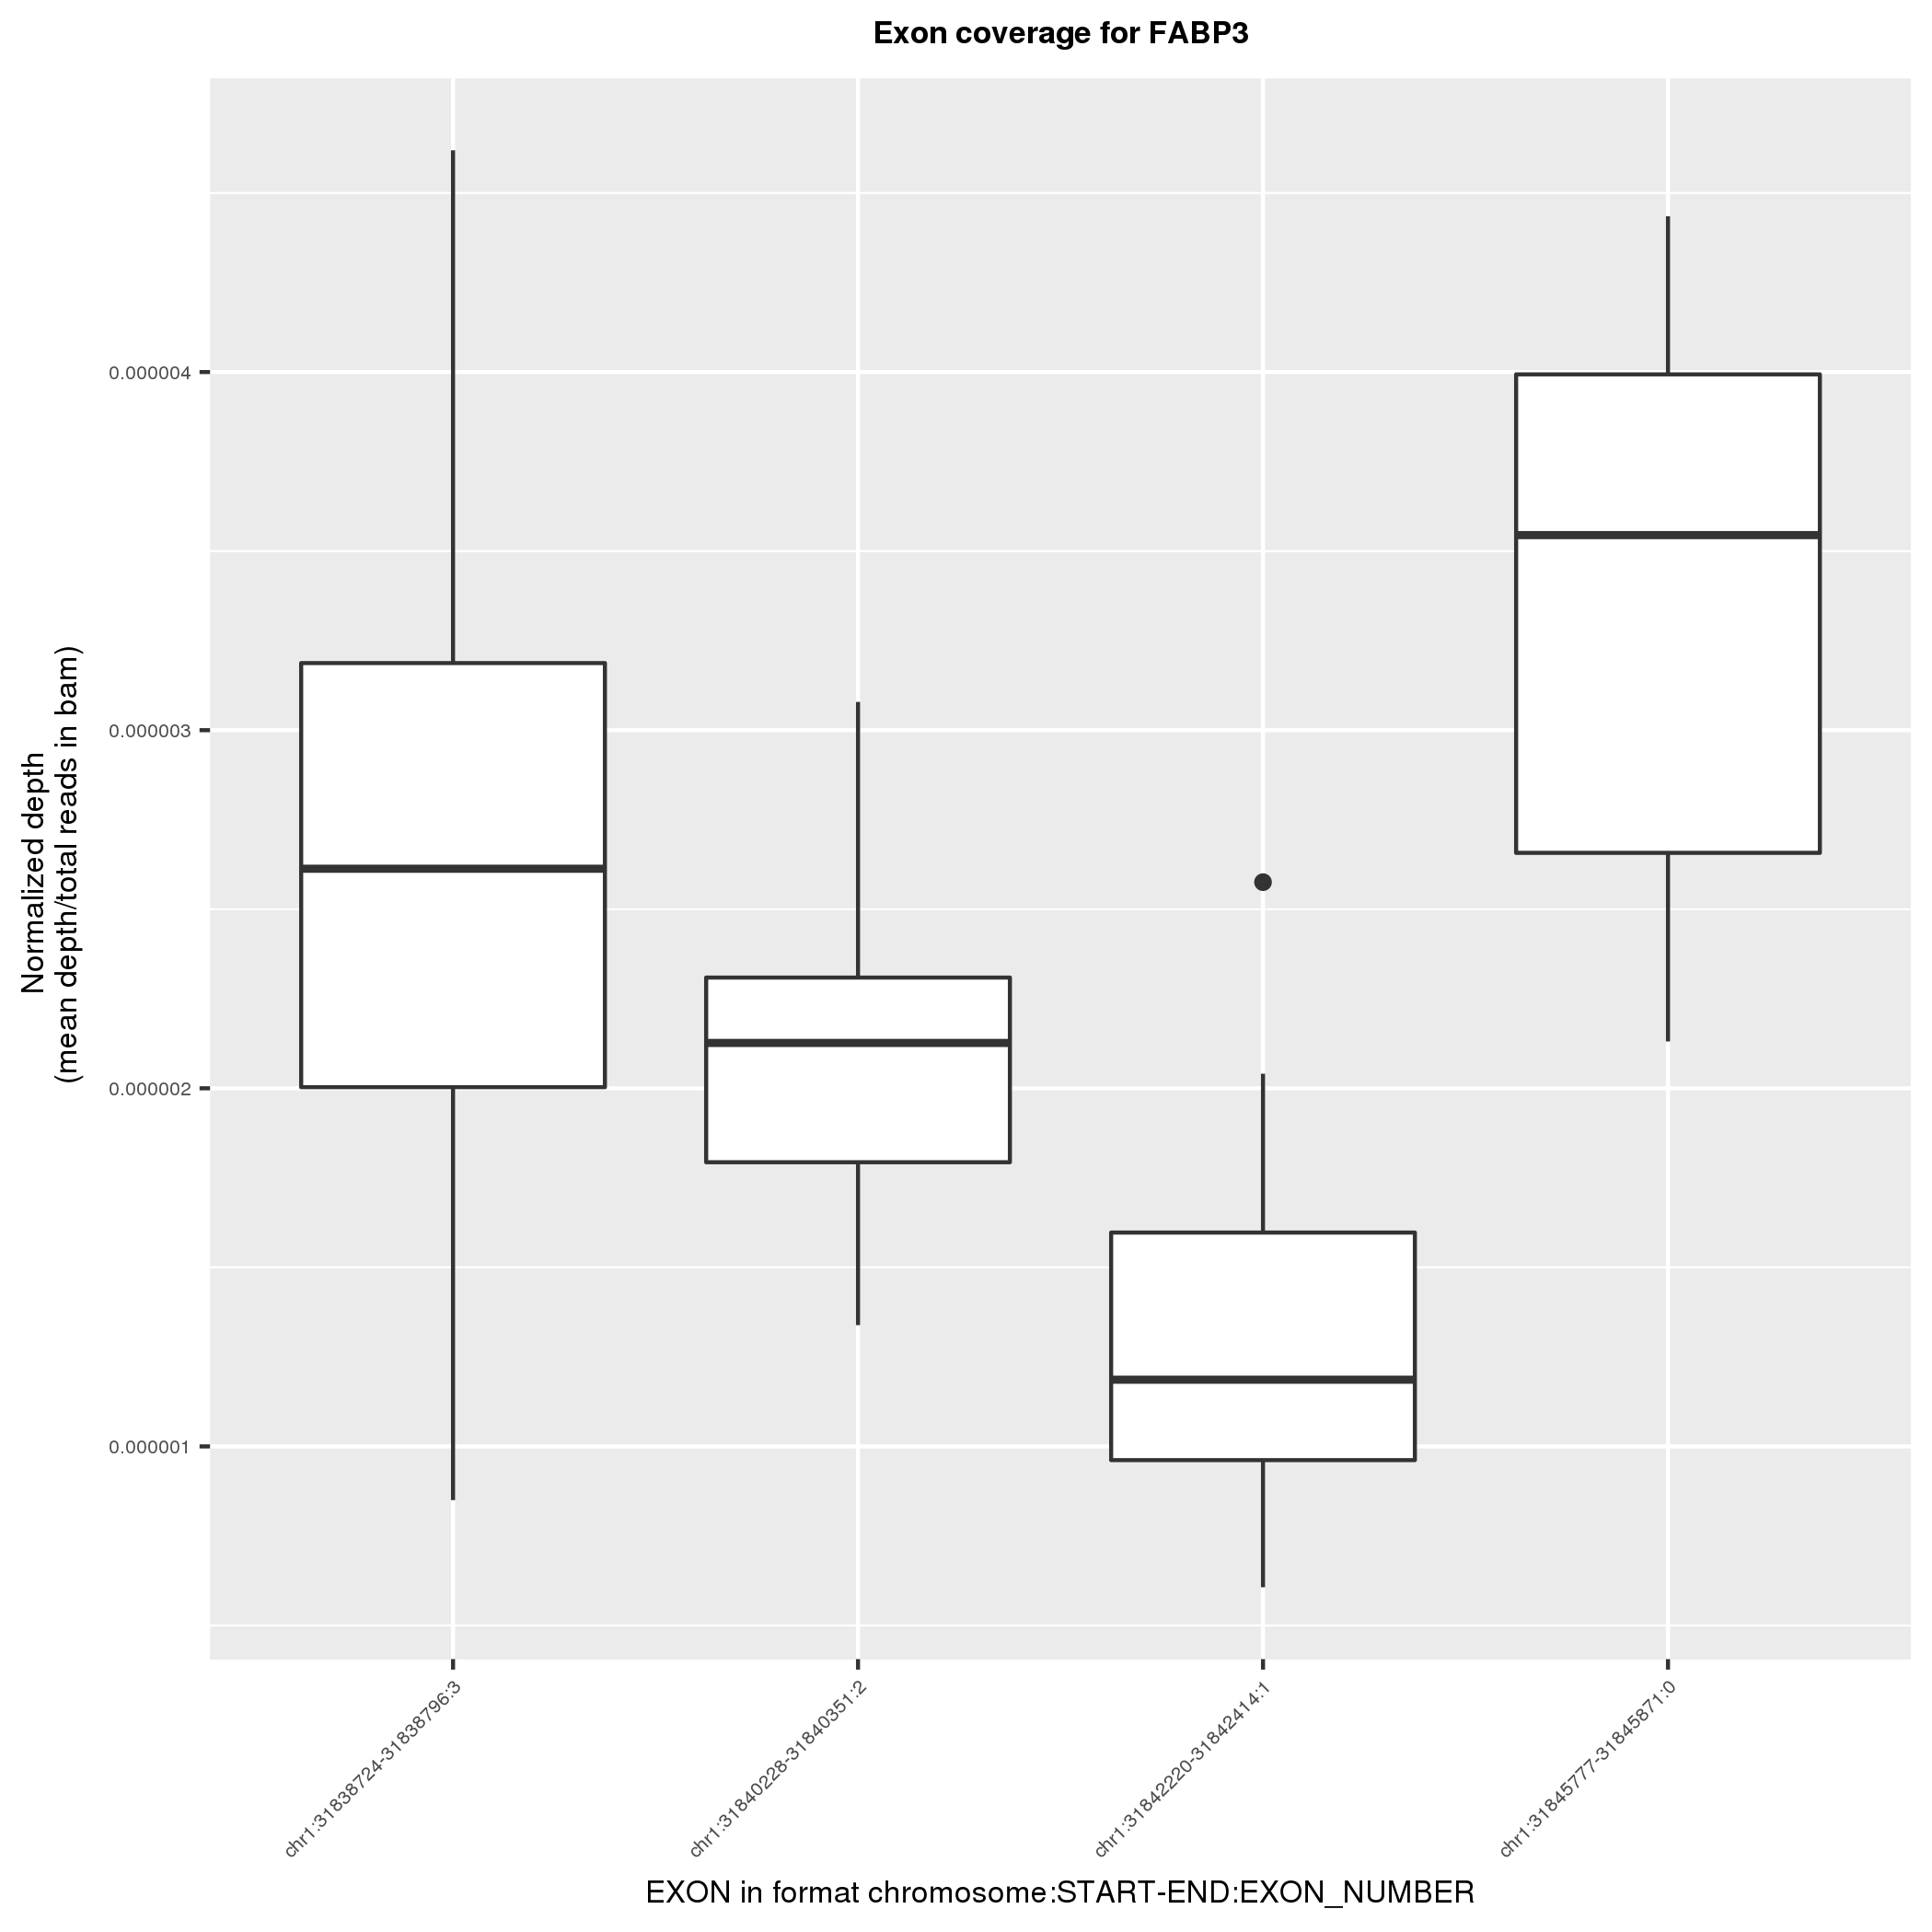 Exon coverage for FABP3
Normalized depth
(mean depth/total reads in bam)
0.000004
0.000003
0.000002
0.000001
chr1:31838724-31838796:3
chr1:31840228-31840351:2
chr1:31842220-31842414:1
chr1:31845777-31845871:0
EXON in format chromosome:START-END:EXON_NUMBER